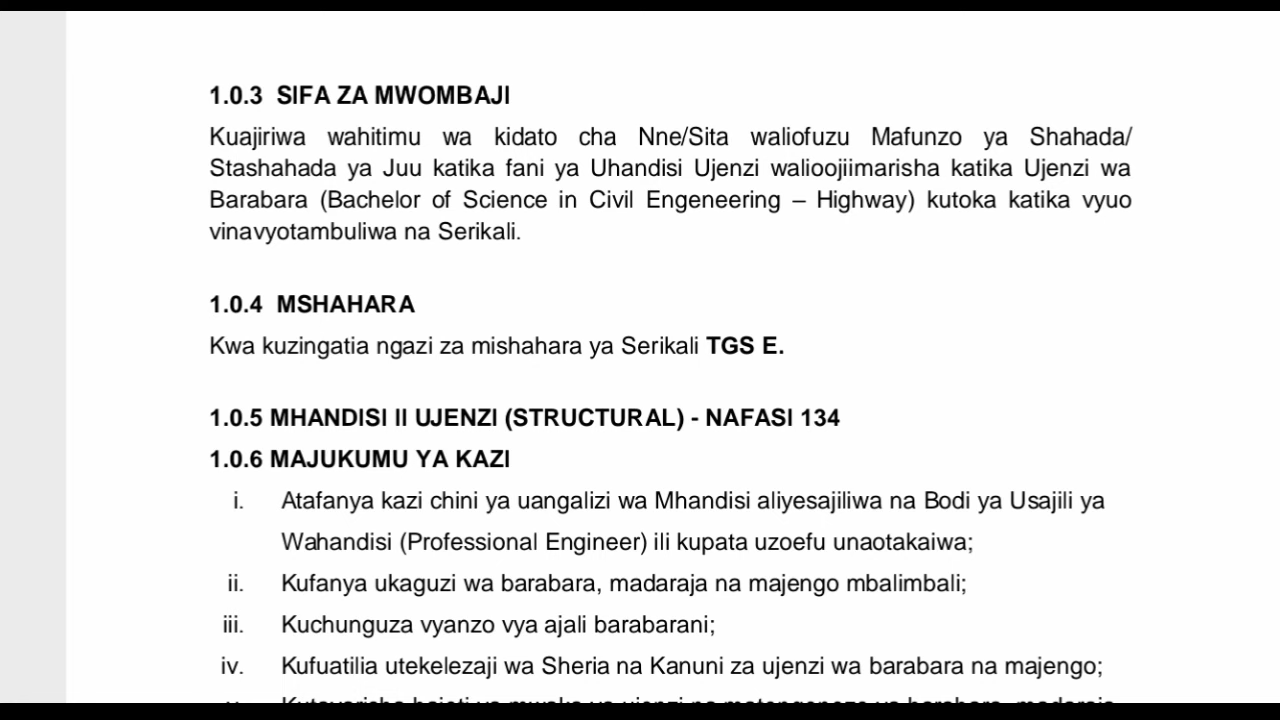 1.0.3 SIFA ZA MWOMBAJI
Kuajiriwa wahitimu wa kidato cha Nne/Sita waliofuzu Mafunzo ya Shahada/
Stashahada ya Juu katika fani ya Uhandisi Ujenzi walioojiimarisha katika Ujenzi wa
Barabara (Bachelor of Science in Civil Engeneering – Highway) kutoka katika vyuo
vinavyotambuliwa na Serikali.
1.0.4 MSHAHARA
Kwa kuzingatia ngazi za mishahara ya Serikali TGS E.
1.0.5 MHANDISI II UJENZI (STRUCTURAL) - NAFASI 134
1.0.6 MAJUKUMU YA KAZI
i. Atafanya kazi chini ya uangalizi wa Mhandisi aliyesajiliwa na Bodi ya Usajili ya
Wahandisi (Professional Engineer) ili kupata uzoefu unaotakaiwa;
ii. Kufanya ukaguzi wa barabara, madaraja na majengo mbalimbali;
iii. Kuchunguza vyanzo vya ajali barabarani;
iv. Kufuatilia utekelezaji wa Sheria na Kanuni za ujenzi wa barabara na majengo;